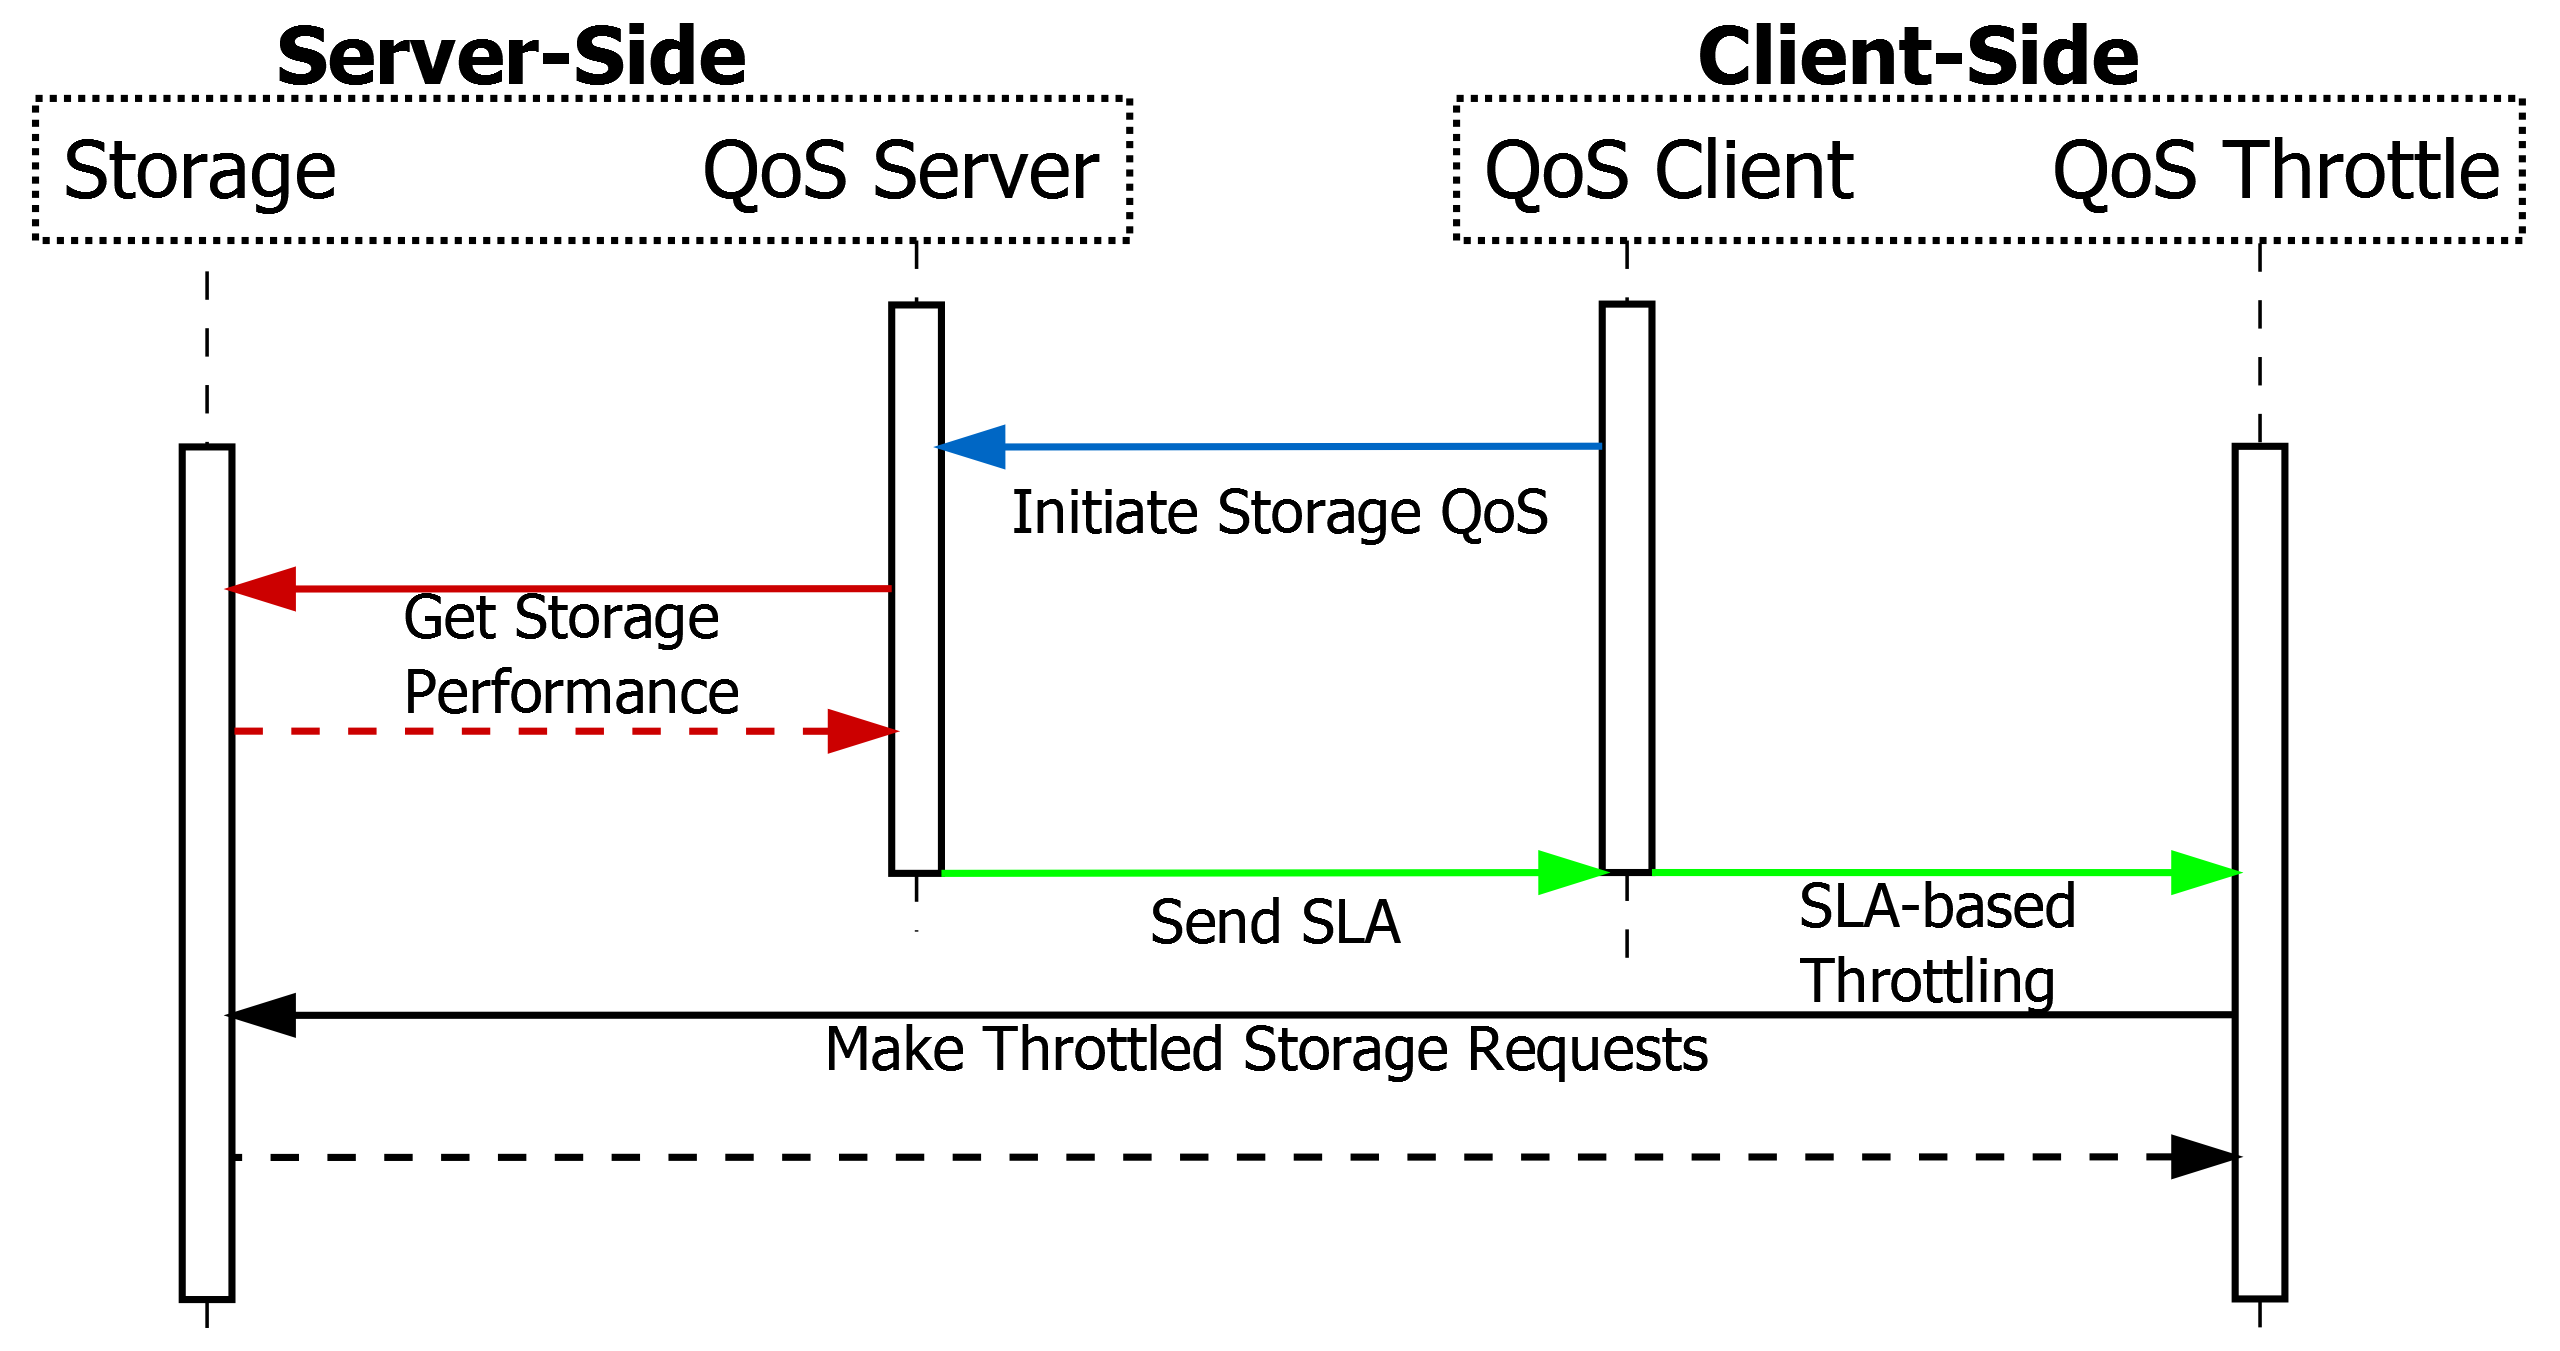 Server-Side
Client-Side
Storage
QoS Server
QoS Client
QoS Throttle
Initiate Storage QoS
Get Storage
Performance
Send SLA
SLA-based
Throttling
Make Throttled Storage Requests